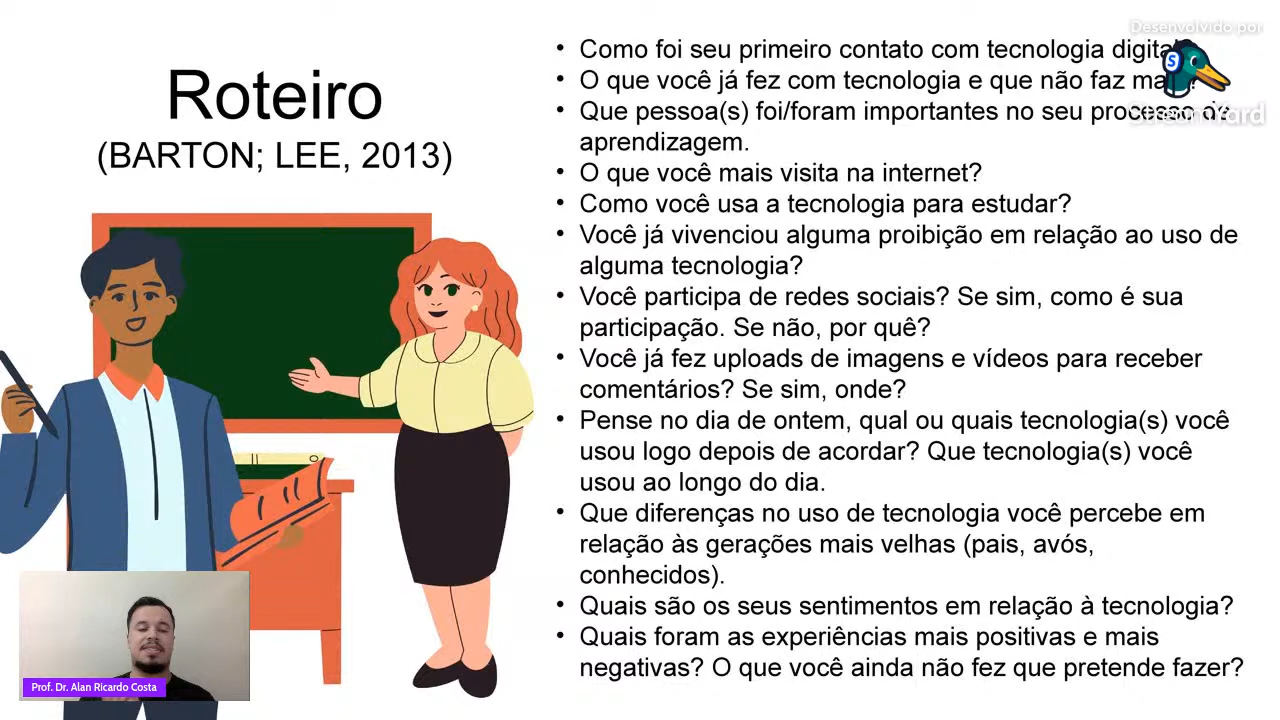 Desenvolvido por
StreamYard
Roteiro
(BARTON; LEE, 2013)
• Como foi seu primeiro contato com tecnologia digital?
• O que você já fez com tecnologia e que não faz mais?
• Que pessoa(s) foi/foram importantes no seu processo de
aprendizagem.
• O que você mais visita na internet?
• Como você usa a tecnologia para estudar?
• Você já vivenciou alguma proibição em relação ao uso de
alguma tecnologia?
• Você participa de redes sociais? Se sim, como é sua
participação. Se não, por quê?
• Você já fez uploads de imagens e vídeos para receber
comentários? Se sim, onde?
• Pense no dia de ontem, qual ou quais tecnologia(s) você
usou logo depois de acordar? Que tecnologia(s) você
usou ao longo do dia.
• Que diferenças no uso de tecnologia você percebe em
relação às gerações mais velhas (pais, avós,
conhecidos).
• Quais são os seus sentimentos em relação à tecnologia?
• Quais foram as experiências mais positivas e mais
negativas? O que você ainda não fez que pretende fazer?
Prof. Dr. Alan Ricardo Costa